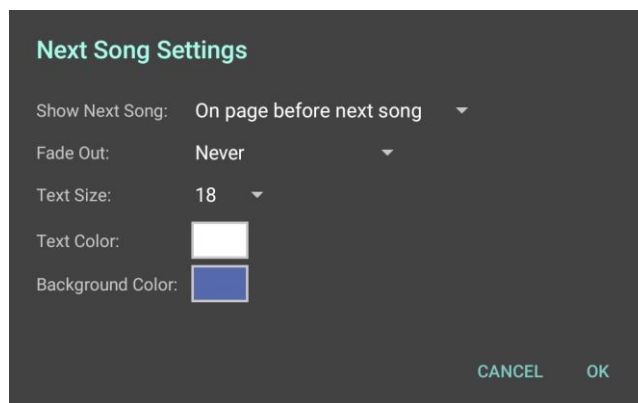 Next Song Settings
Show Next Song: On page before next song
Fade Out: Never
Text Size: 18
Text Color:
Background Color:
CANCEL OK